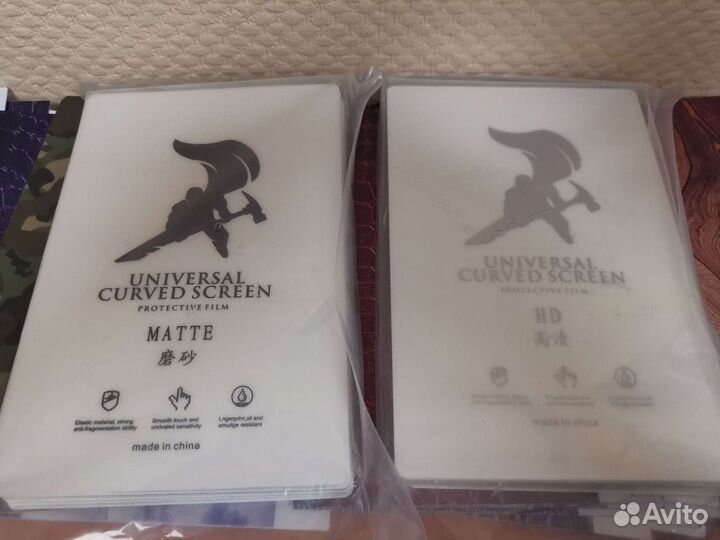 UNIVERSAL
CURVED SCREEN
PROTECTIVE FILM
MATTE
磨砂
Elastic material, strong
anti-fragmentation ability
Smooth touch and
unrivaled sensitivity
Lngerprint,oil and
smudge resistant
made in china
UNIVERSAL
CURVED SCREEN
PROTECTIVE FILM
HD
高清
made in china
Avito